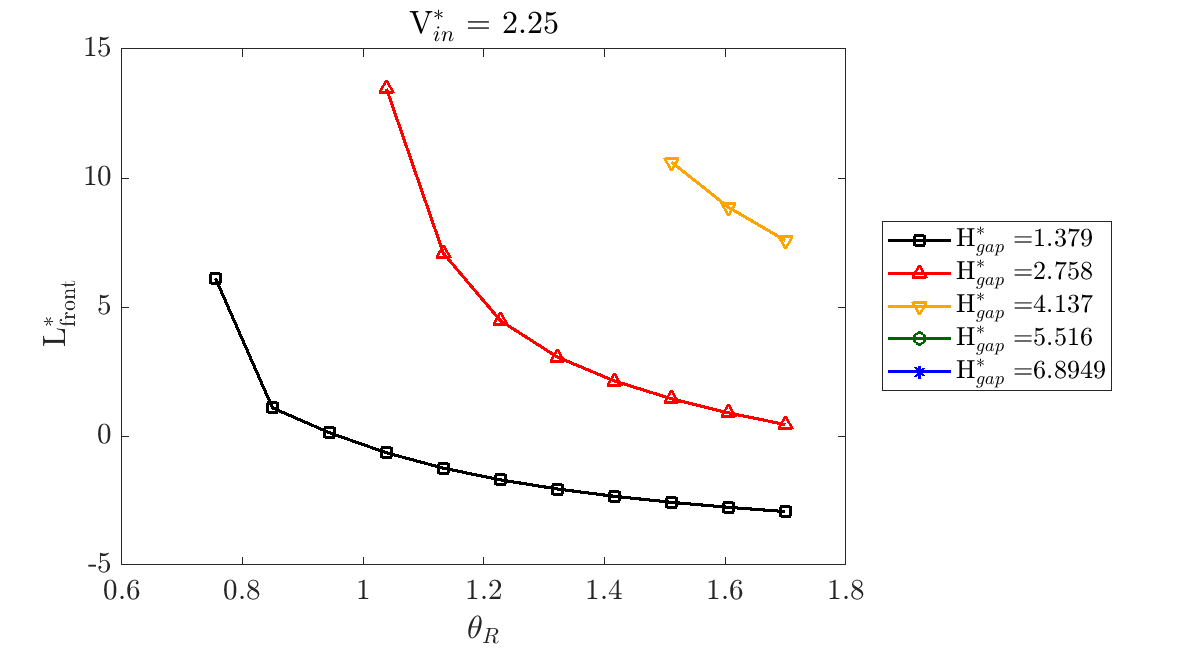 V*in = 2.25
15
10
5
0
-5
L*front
0.6 0.8 1 1.2 1.4 1.6 1.8
θR
H*gap =1.379
H*gap =2.758
H*gap =4.137
H*gap =5.516
H*gap =6.8949